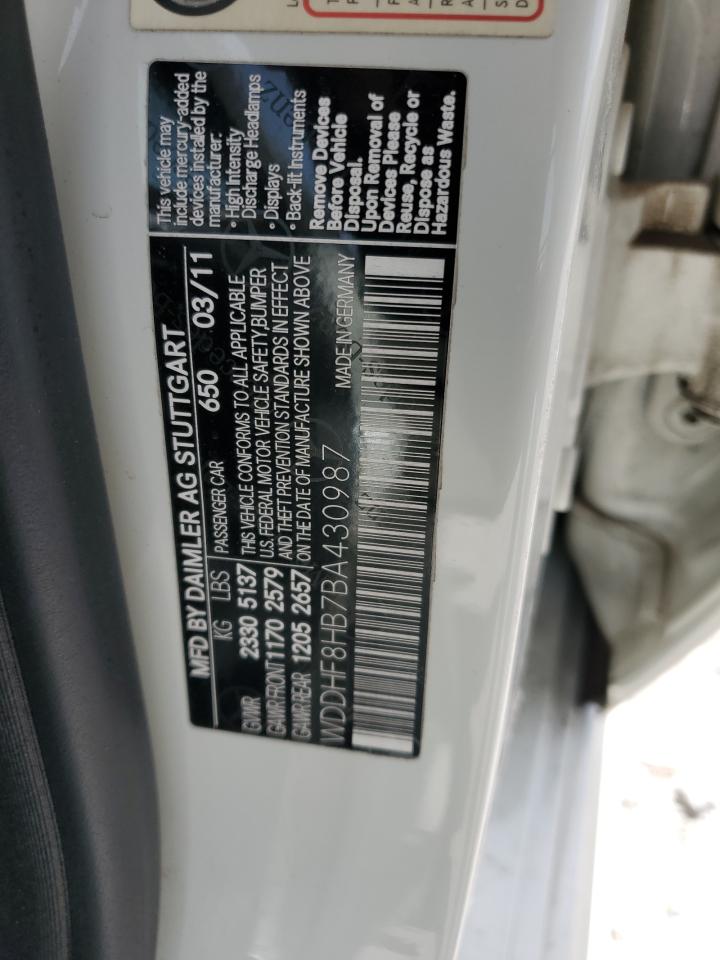 MFD BY DAIMLER AG STUTTGART
650 03/11
KG LBS PASSENGER CAR
GVWR 2330 5137
GAWR FRONT 1170 2579
GAWR REAR 1205 2657
THIS VEHICLE CONFORMS TO ALL APPLICABLE
U.S. FEDERAL MOTOR VEHICLE SAFETY,BUMPER
AND THEFT PREVENTION STANDARDS IN EFFECT
ON THE DATE OF MANUFACTURE SHOWN ABOVE
WDDHF8HB7BA430987
MADE IN GERMANY
This vehicle may
include mercury-added
devices installed by the
manufacturer:
• High Intensity
Discharge Headlamps
• Displays
• Back-lit Instruments
Remove Devices
Before Vehicle
Disposal.
Upon Removal of
Devices Please
Reuse, Recycle or
Dispose as
Hazardous Waste.